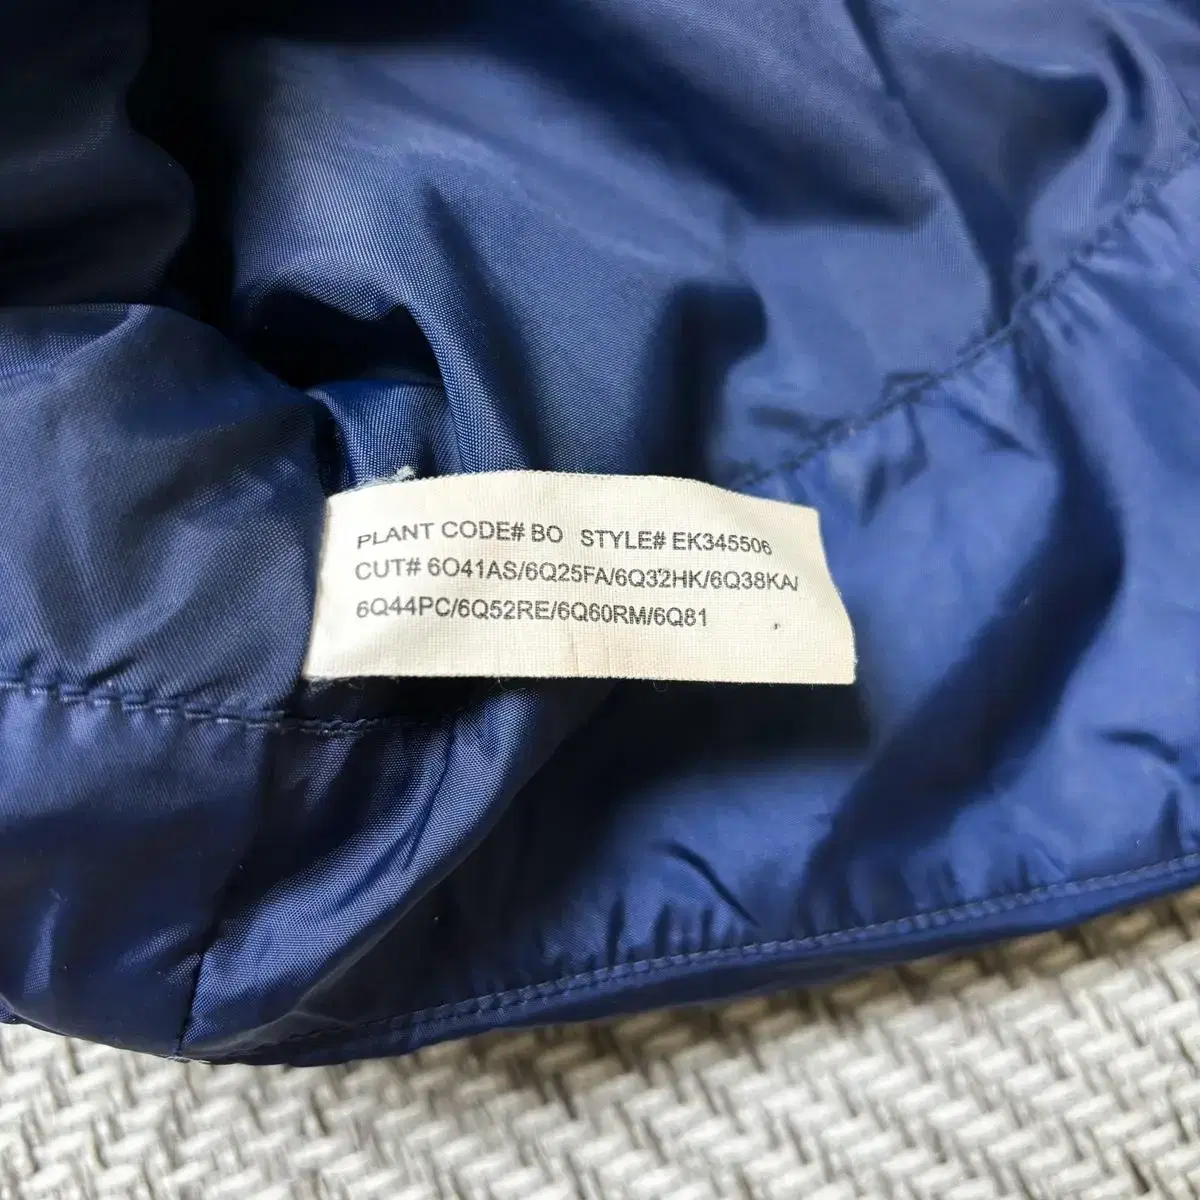 PLANT CODE# BO STYLE# EK345506
CUT# 6O41AS/6Q25FA/6Q32HK/6Q38KA/
6Q44PC/6Q52RE/6Q60RM/6Q81